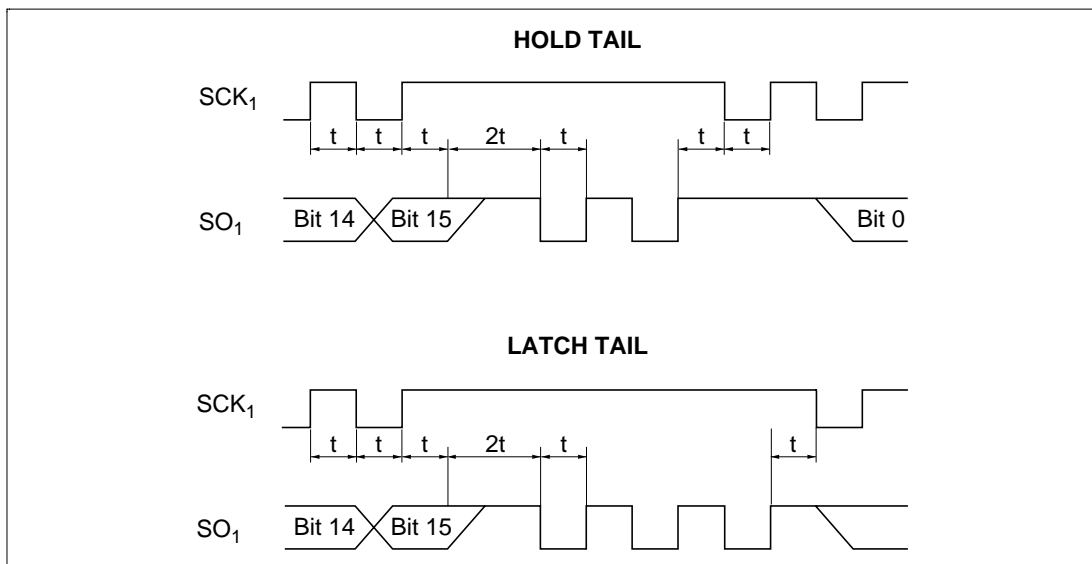 HOLD TAIL
SCK₁
t t t 2t t t t
SO₁ Bit 14 Bit 15 Bit 0
LATCH TAIL
SCK₁
t t t 2t t t
SO₁ Bit 14 Bit 15